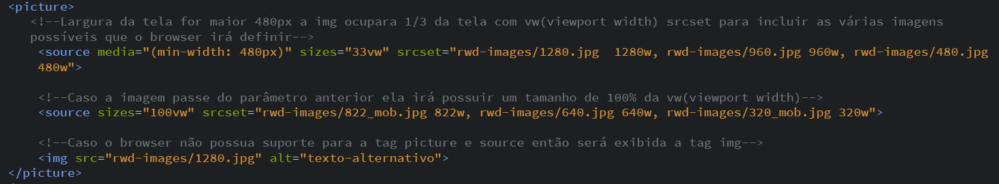 <picture>
<!--Largura da tela for maior 480px a img ocupara 1/3 da tela com vw(viewport width) srcset para incluir as várias imagens
possíveis que o browser irá definir-->
<source media="(min-width: 480px)" sizes="33vw" srcset="rwd-images/1280.jpg  1280w, rwd-images/960.jpg 960w, rwd-images/480.jpg
480w">
<!--Caso a imagem passe do parâmetro anterior ela irá possuir um tamanho de 100% da vw(viewport width)-->
<source sizes="100vw" srcset="rwd-images/822_mob.jpg 822w, rwd-images/640.jpg 640w, rwd-images/320_mob.jpg 320w">
<!--Caso o browser não possua suporte para a tag picture e source então será exibida a tag img-->
<img src="rwd-images/1280.jpg" alt="texto-alternativo">
</picture>